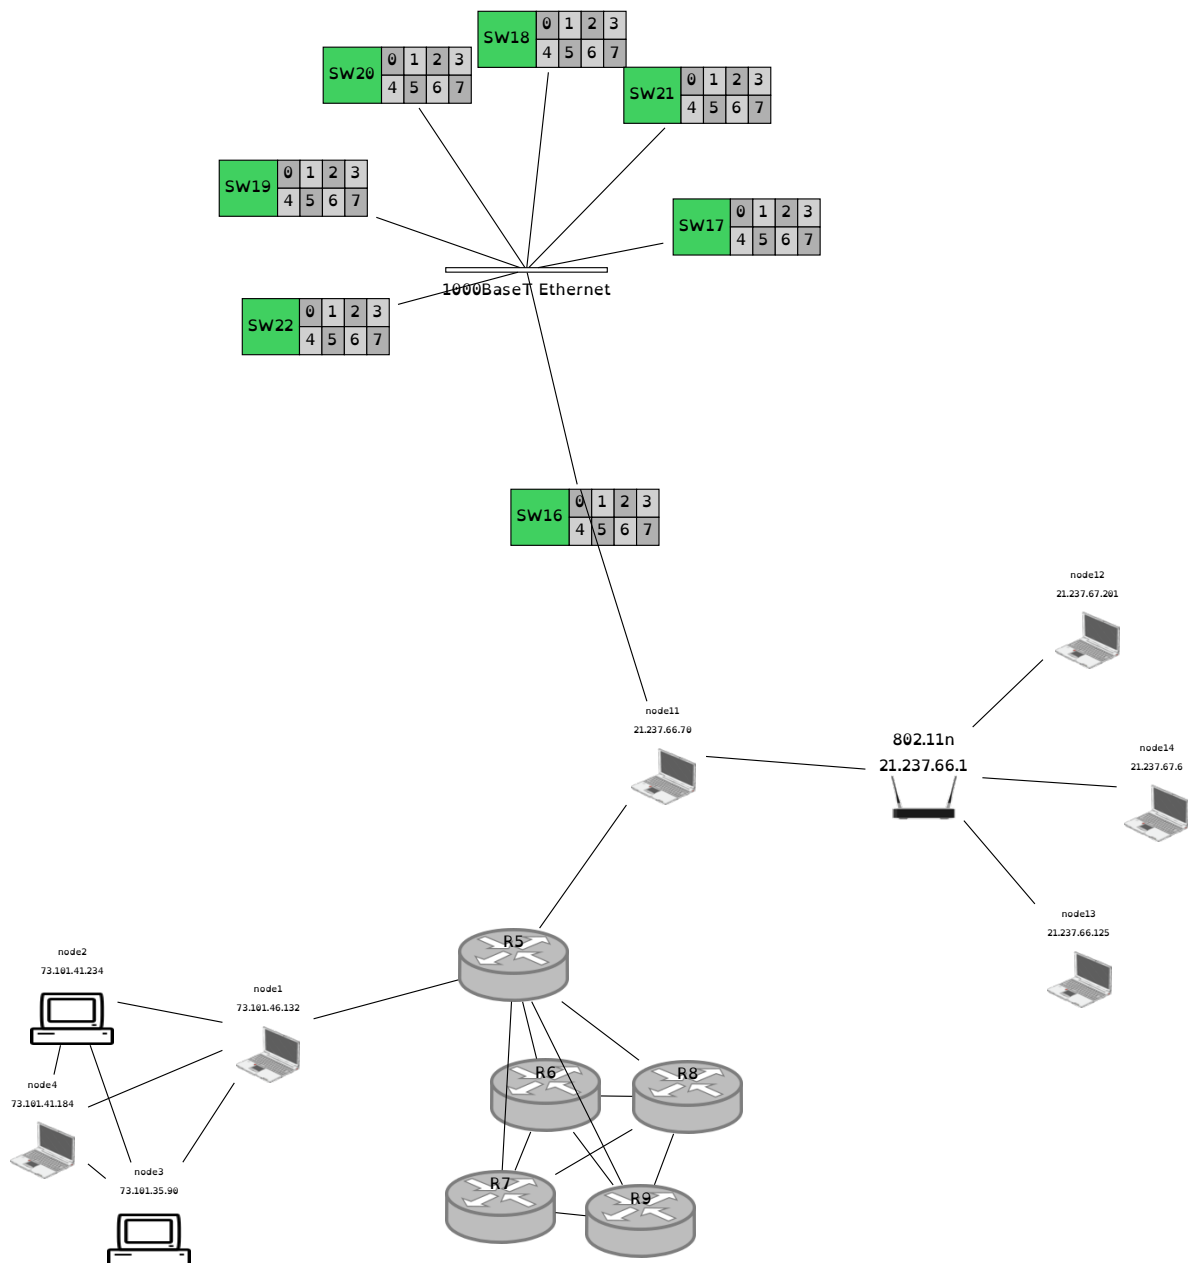 SW18 0 1 2 3
4 5 6 7
SW20 0 1 2 3
4 5 6 7
SW21 0 1 2 3
4 5 6 7
SW19 0 1 2 3
4 5 6 7
SW17 0 1 2 3
4 5 6 7
1000BaseT Ethernet
SW22 0 1 2 3
4 5 6 7
SW16 0 1 2 3
4 5 6 7
node12
21.237.67.201
node11
21.237.66.70
802.11n
21.237.66.1
node14
21.237.67.6
node13
21.237.66.125
R5
node2
73.101.41.234
node1
73.101.46.132
R6
R8
node4
73.101.41.184
node3
73.101.35.90
R7
R9